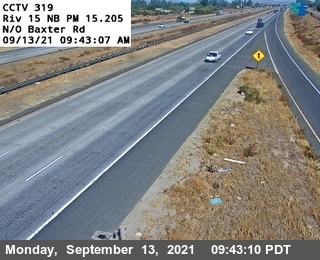 CCTV 319
Riv 15 NB PM 15.205
N/O Baxter Rd
09/13/21 09:43:07 AM
Monday, September 13, 2021 09:43:10 PDT